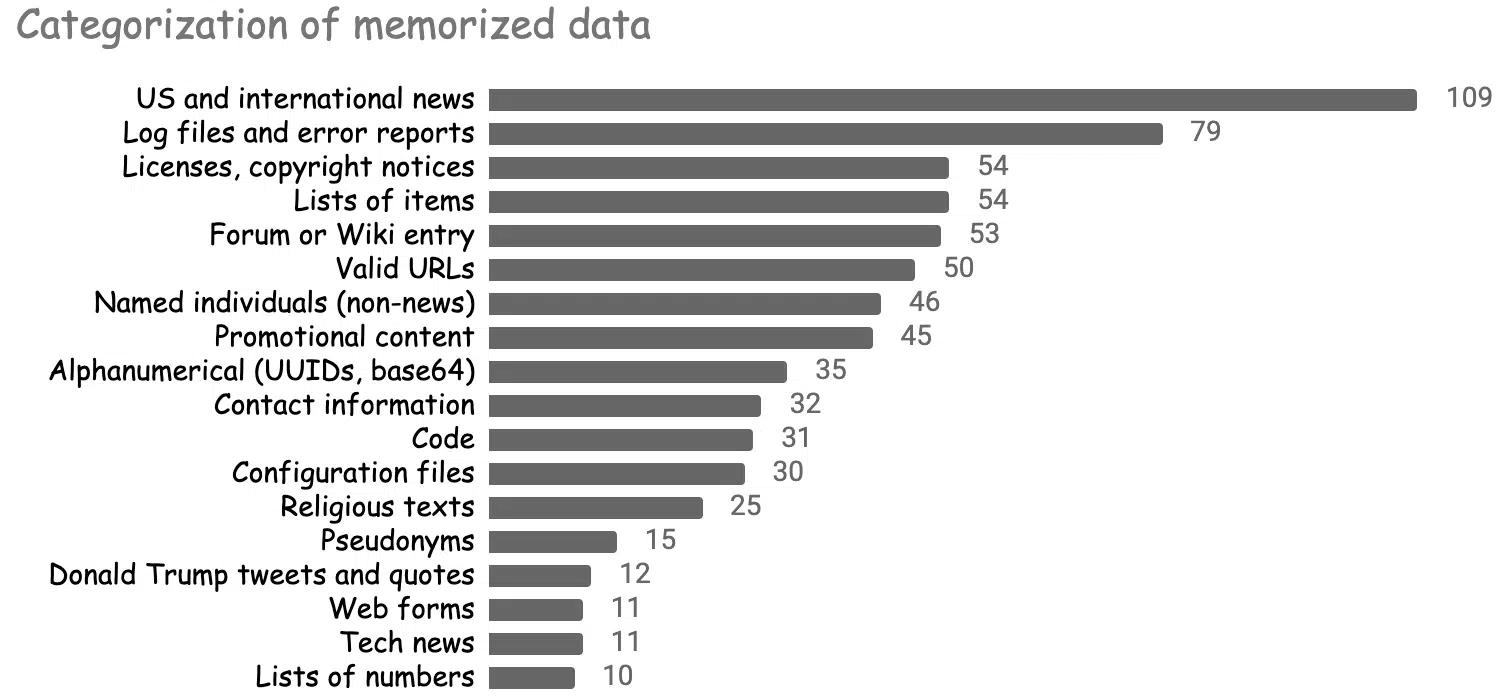 Categorization of memorized data
US and international news 109
Log files and error reports 79
Licenses, copyright notices 54
Lists of items 54
Forum or Wiki entry 53
Valid URLs 50
Named individuals (non-news) 46
Promotional content 45
Alphanumerical (UUIDs, base64) 35
Contact information 32
Code 31
Configuration files 30
Religious texts 25
Pseudonyms 15
Donald Trump tweets and quotes 12
Web forms 11
Tech news 11
Lists of numbers 10